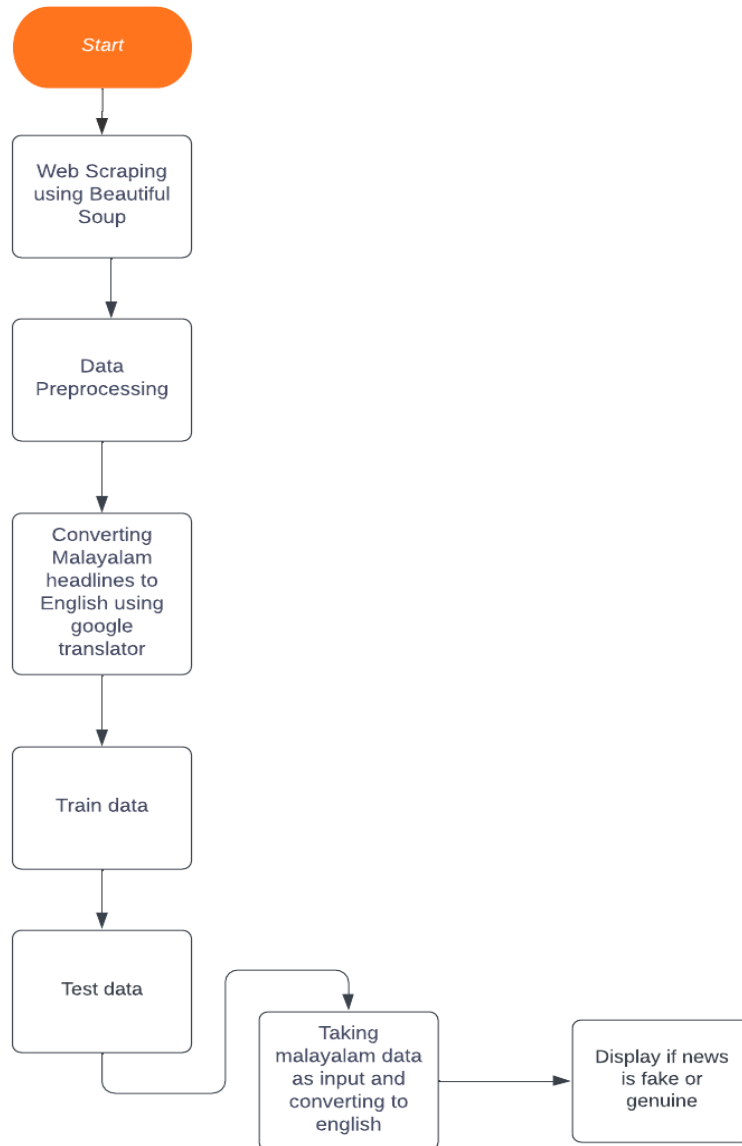 Start
Web Scraping
using Beautiful
Soup
Data
Preprocessing
Converting
Malayalam
headlines to
English using
google
translator
Train data
Test data
Taking
malayalam data
as input and
converting to
english
Display if news
is fake or
genuine